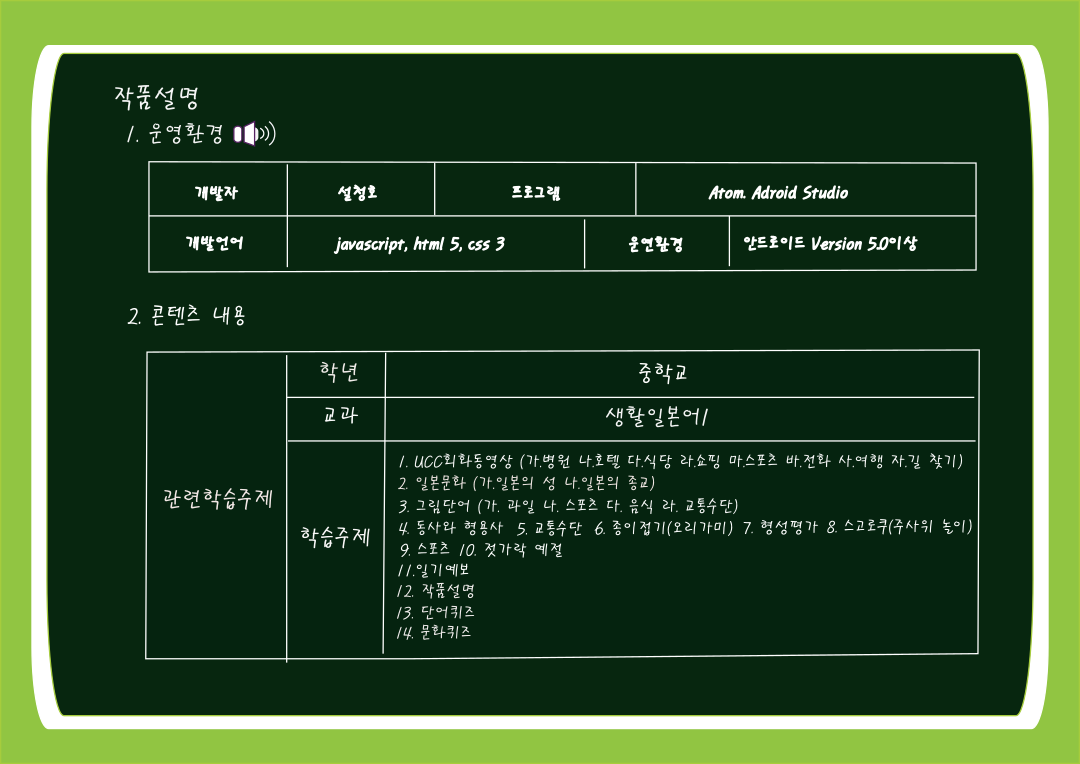 작품설명
1. 운영환경
개발자 설정호 프로그램 Atom. Adroid Studio
개발언어 javascript, html 5, css 3 운연환경 안드로이드 Version 5.0이상
2. 콘텐츠 내용
학년 중학교
교과 생활일본어1
관련학습주제
학습주제
1. UCC회화동영상 (가.병원 나.호텔 다.식당 라.쇼핑 마.스포츠 바.전화 사.여행 자.길 찾기)
2. 일본문화 (가.일본의 성 나.일본의 종교)
3. 그림단어 (가. 과일 나. 스포츠 다. 음식 라. 교통수단)
4. 동사와 형용사 5. 교통수단 6. 종이접기(오리가미) 7. 형성평가 8. 스고로쿠(주사위 놀이)
9. 스포츠 10. 젓가락 예절
11.일기예보
12. 작품설명
13. 단어퀴즈
14. 문화퀴즈